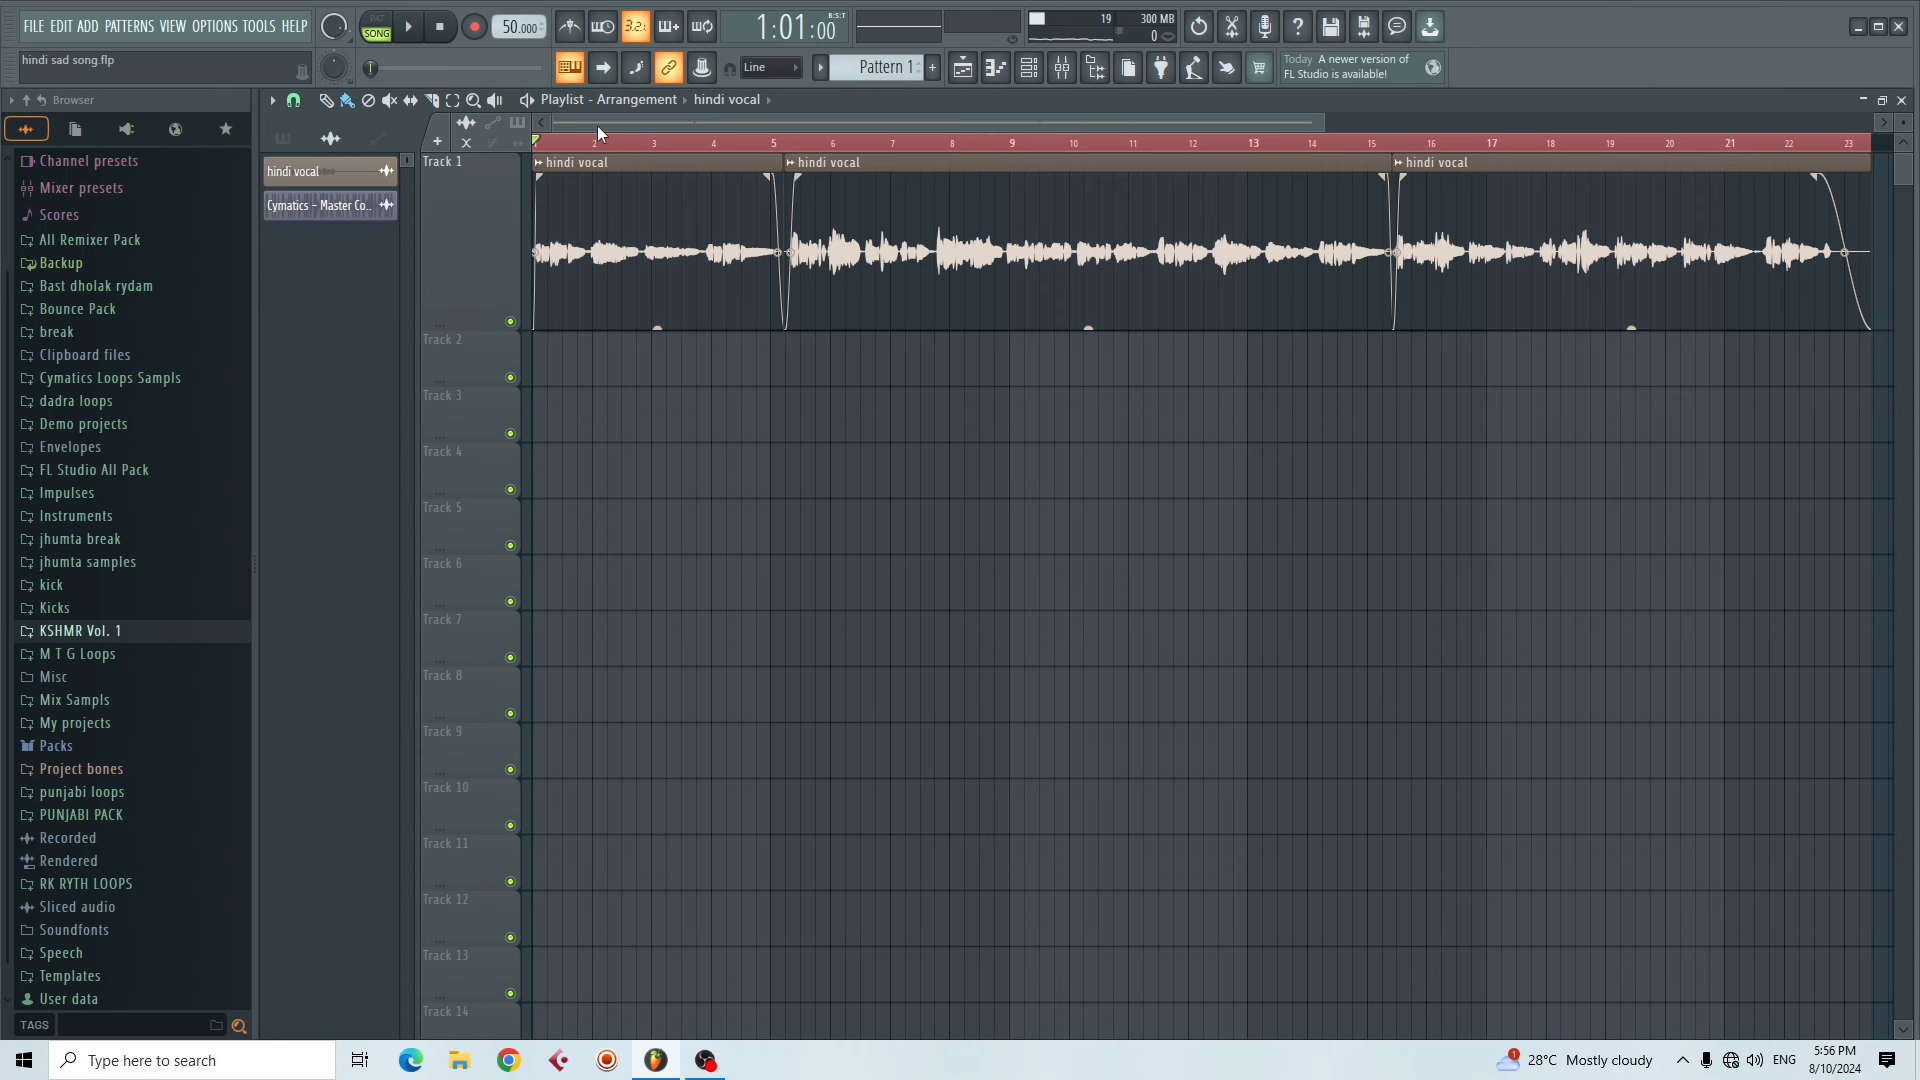 FILE EDIT ADD PATTERNS VIEW OPTIONS TOOLS HELP
PAT
SONG
50.000
3.2.
B:S:T
1:01:00
19
300 MB
0
hindi sad song.flp
Line
Pattern 1
Today A newer version of
FL Studio is available!
Browser
Playlist - Arrangement › hindi vocal ›
1 2 3 4 5 6 7 8 9 10 11 12 13 14 15 16 17 18 19 20 21 22 23
hindi vocal
Cymatics - Master Co..
Track 1
hindi vocal
hindi vocal
hindi vocal
Track 2
Track 3
Track 4
Track 5
Track 6
Track 7
Track 8
Track 9
Track 10
Track 11
Track 12
Track 13
Track 14
Channel presets
Mixer presets
Scores
All Remixer Pack
Backup
Bast dholak rydam
Bounce Pack
break
Clipboard files
Cymatics Loops Sampls
dadra loops
Demo projects
Envelopes
FL Studio All Pack
Impulses
Instruments
jhumta break
jhumta samples
kick
Kicks
KSHMR Vol. 1
M T G Loops
Misc
Mix Sampls
My projects
Packs
Project bones
punjabi loops
PUNJABI PACK
Recorded
Rendered
RK RYTH LOOPS
Sliced audio
Soundfonts
Speech
Templates
User data
TAGS
Type here to search
1
28°C Mostly cloudy
ENG
5:56 PM
8/10/2024